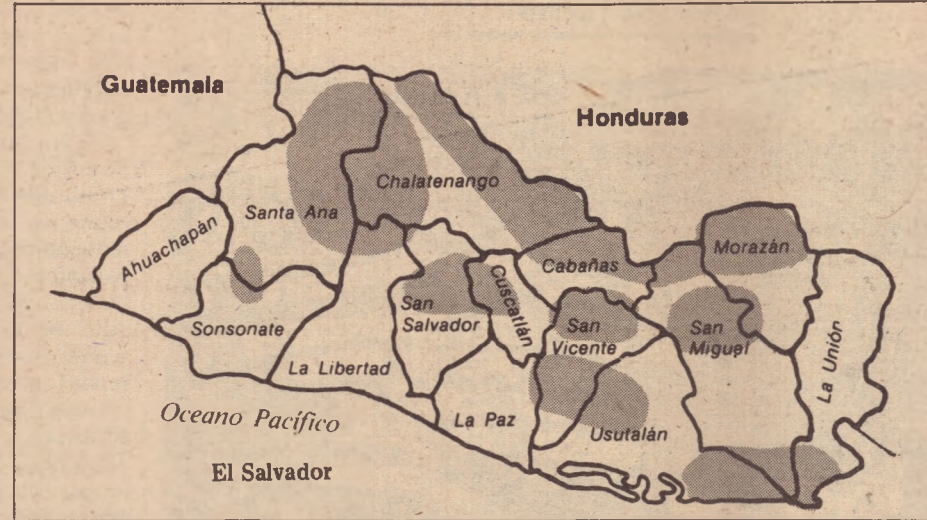 Guatemala
Honduras
Chalatenango
Santa Ana
Ahuachapán
Morazán
Cabañas
Cuscatlán
San
Salvador
San
Vicente
San
Miguel
Sonsonate
La Libertad
La Unión
La Paz
Usutalán
Oceano Pacífico
El Salvador